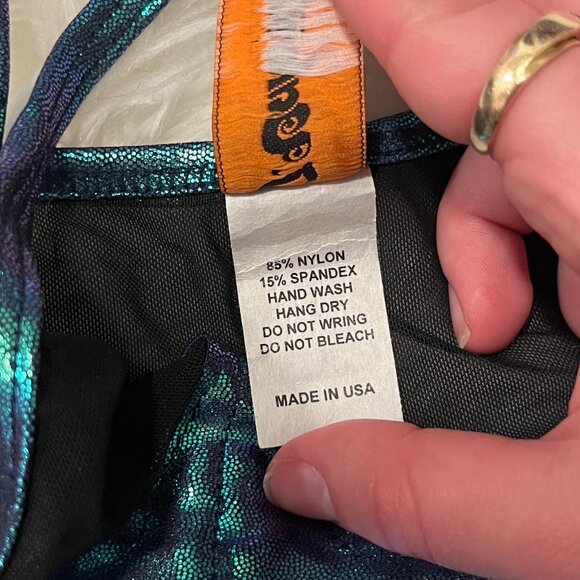 85% NYLON
15% SPANDEX
HAND WASH
HANG DRY
DO NOT WRING
DO NOT BLEACH
MADE IN USA